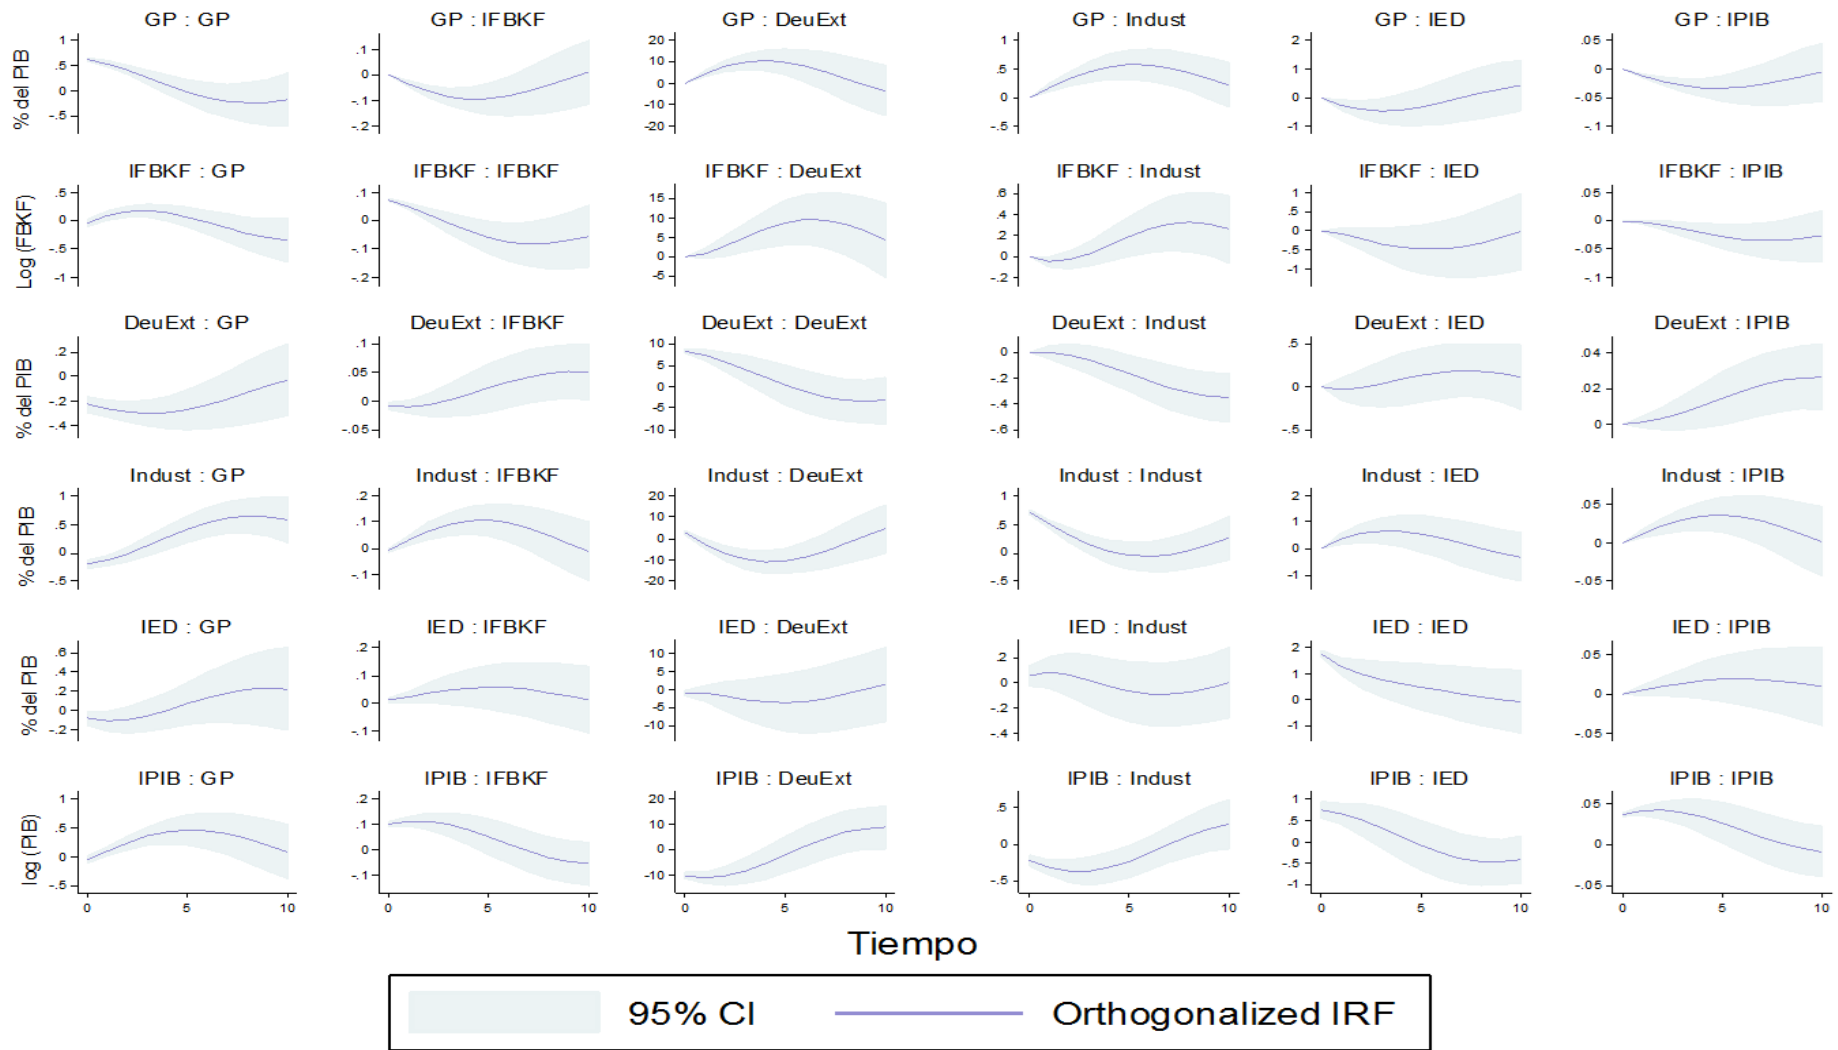 GP : GP
GP : IFBKF
GP : DeuExt
GP : Indust
GP : IED
GP : IPIB
% del PIB
1
.5
0
-.5
.1
0
-.1
-.2
20
10
0
-10
-20
1
.5
0
-.5
2
1
0
-1
.05
0
-.05
-.1
IFBKF : GP
IFBKF : IFBKF
IFBKF : DeuExt
IFBKF : Indust
IFBKF : IED
IFBKF : IPIB
Log (FBKF)
.5
0
-.5
-1
.1
0
-.1
-.2
15
10
5
0
-5
.6
.4
.2
0
-.2
1
.5
0
-.5
-1
.05
0
-.05
-.1
DeuExt : GP
DeuExt : IFBKF
DeuExt : DeuExt
DeuExt : Indust
DeuExt : IED
DeuExt : IPIB
% del PIB
.2
0
-.2
-.4
.1
.05
0
-.05
10
5
0
-5
-10
0
-.2
-.4
-.6
.5
0
-.5
.04
.02
0
Indust : GP
Indust : IFBKF
Indust : DeuExt
Indust : Indust
Indust : IED
Indust : IPIB
% del PIB
1
.5
0
-.5
.2
.1
0
-.1
20
10
0
-10
-20
1
.5
0
-.5
2
1
0
-1
.05
0
-.05
IED : GP
IED : IFBKF
IED : DeuExt
IED : Indust
IED : IED
IED : IPIB
% del PIB
.6
.4
.2
0
-.2
.2
.1
0
-.1
10
5
0
-5
-10
.2
0
-.2
-.4
2
1
0
-1
.05
0
-.05
IPIB : GP
IPIB : IFBKF
IPIB : DeuExt
IPIB : Indust
IPIB : IED
IPIB : IPIB
log (PIB)
1
.5
0
-.5
.2
.1
0
-.1
20
10
0
-10
.5
0
-.5
1
.5
0
-.5
-1
.05
0
-.05
0 5 10
0 5 10
0 5 10
0 5 10
0 5 10
0 5 10
Tiempo
95% CI
Orthogonalized IRF